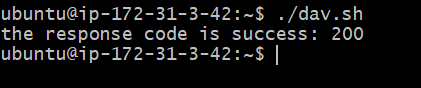 ubuntu@ip-172-31-3-42:~$ ./dav.sh
the response code is success: 200
ubuntu@ip-172-31-3-42:~$